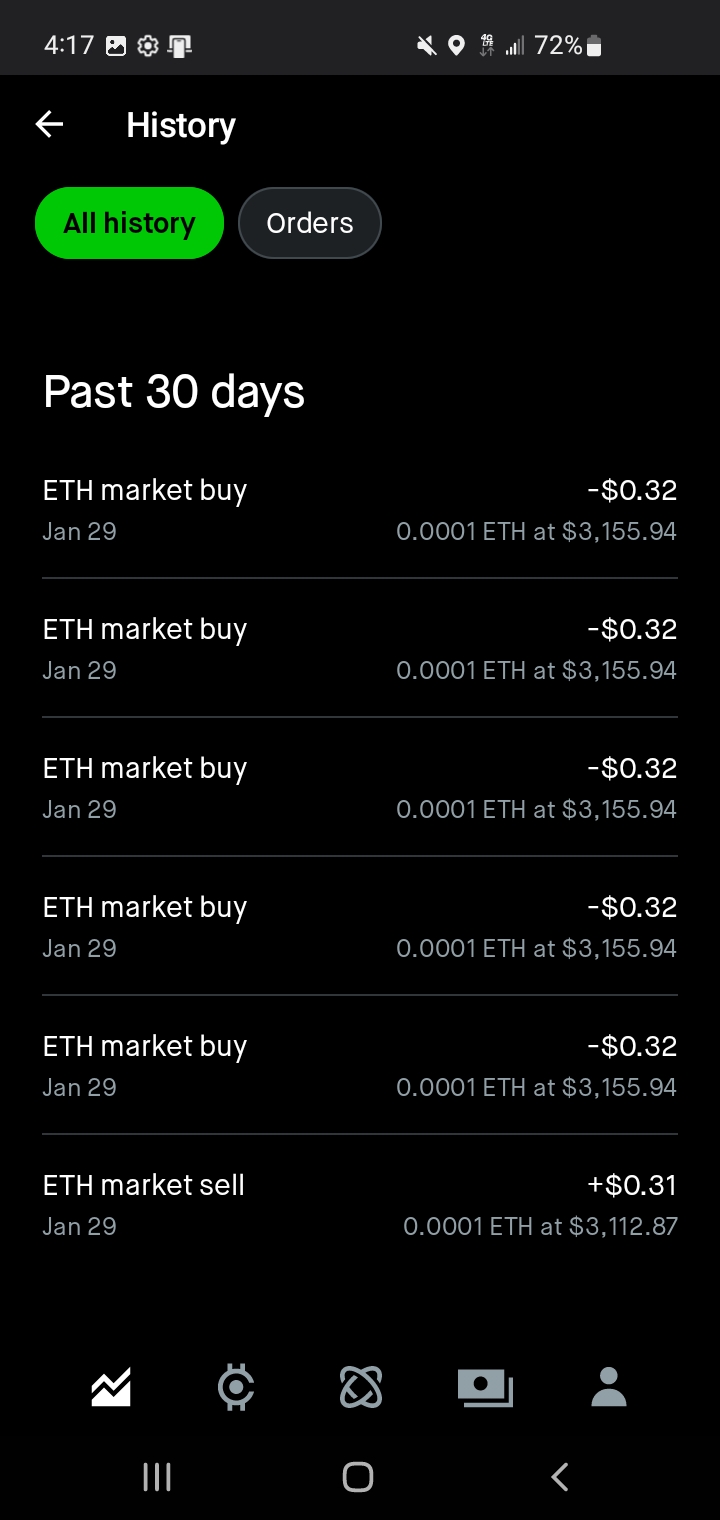 4:17 4G LTE 72%
History
All history Orders
Past 30 days
ETH market buy -$0.32
Jan 29 0.0001 ETH at $3,155.94
ETH market buy -$0.32
Jan 29 0.0001 ETH at $3,155.94
ETH market buy -$0.32
Jan 29 0.0001 ETH at $3,155.94
ETH market buy -$0.32
Jan 29 0.0001 ETH at $3,155.94
ETH market buy -$0.32
Jan 29 0.0001 ETH at $3,155.94
ETH market sell +$0.31
Jan 29 0.0001 ETH at $3,112.87